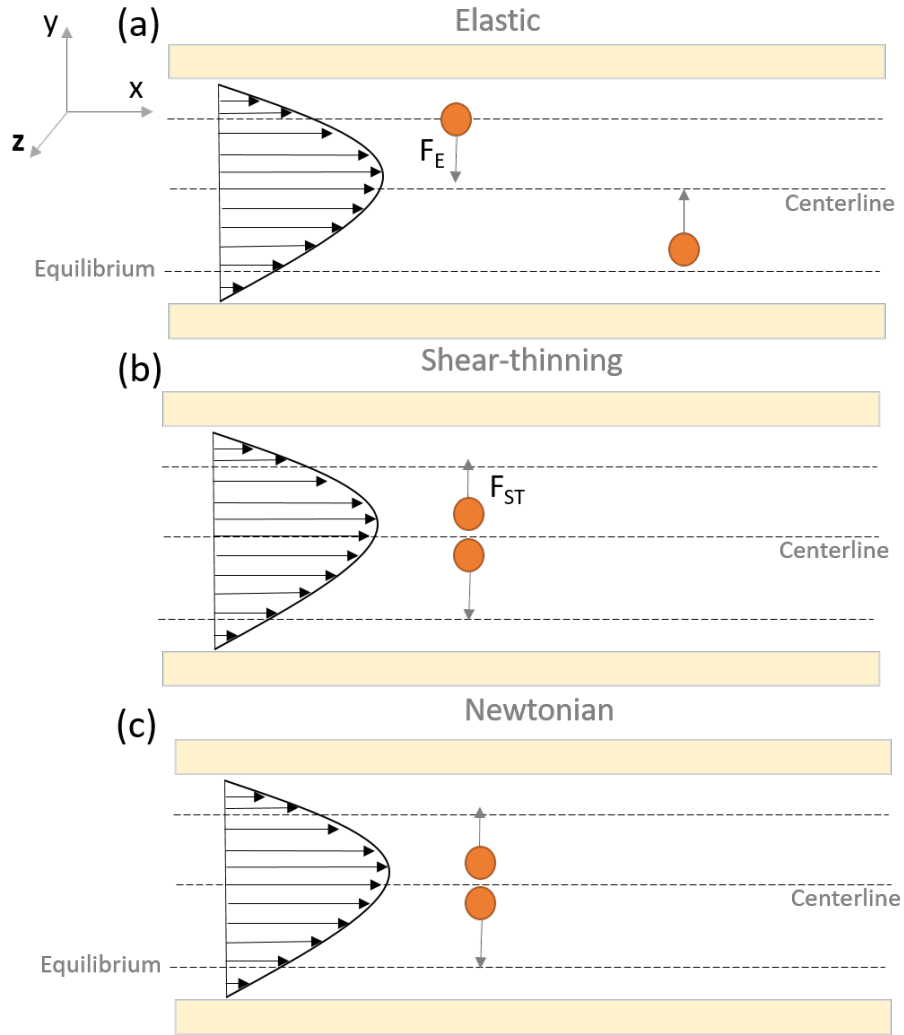 (a)
Elastic
y
x
z
F_E
Centerline
Equilibrium
(b)
Shear-thinning
F_ST
Centerline
(c)
Newtonian
Centerline
Equilibrium